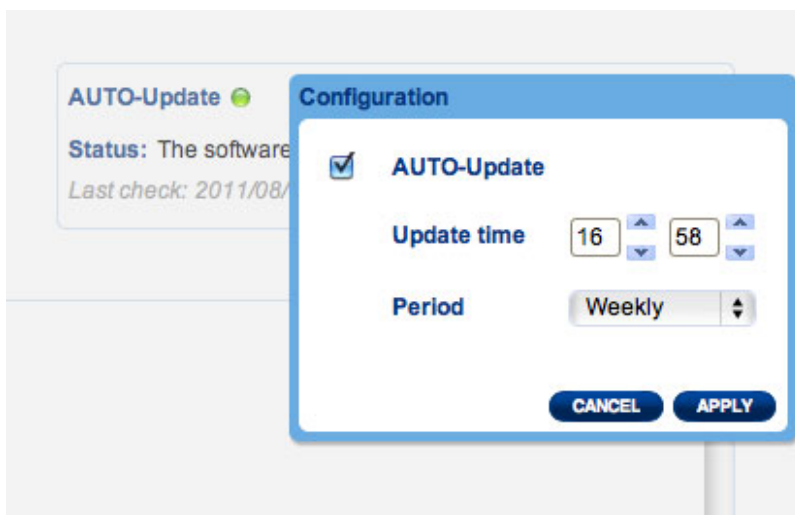 AUTO-Update
Status: The software
Last check: 2011/08/
Configuration
AUTO-Update
Update time 16 58
Period Weekly
CANCEL APPLY